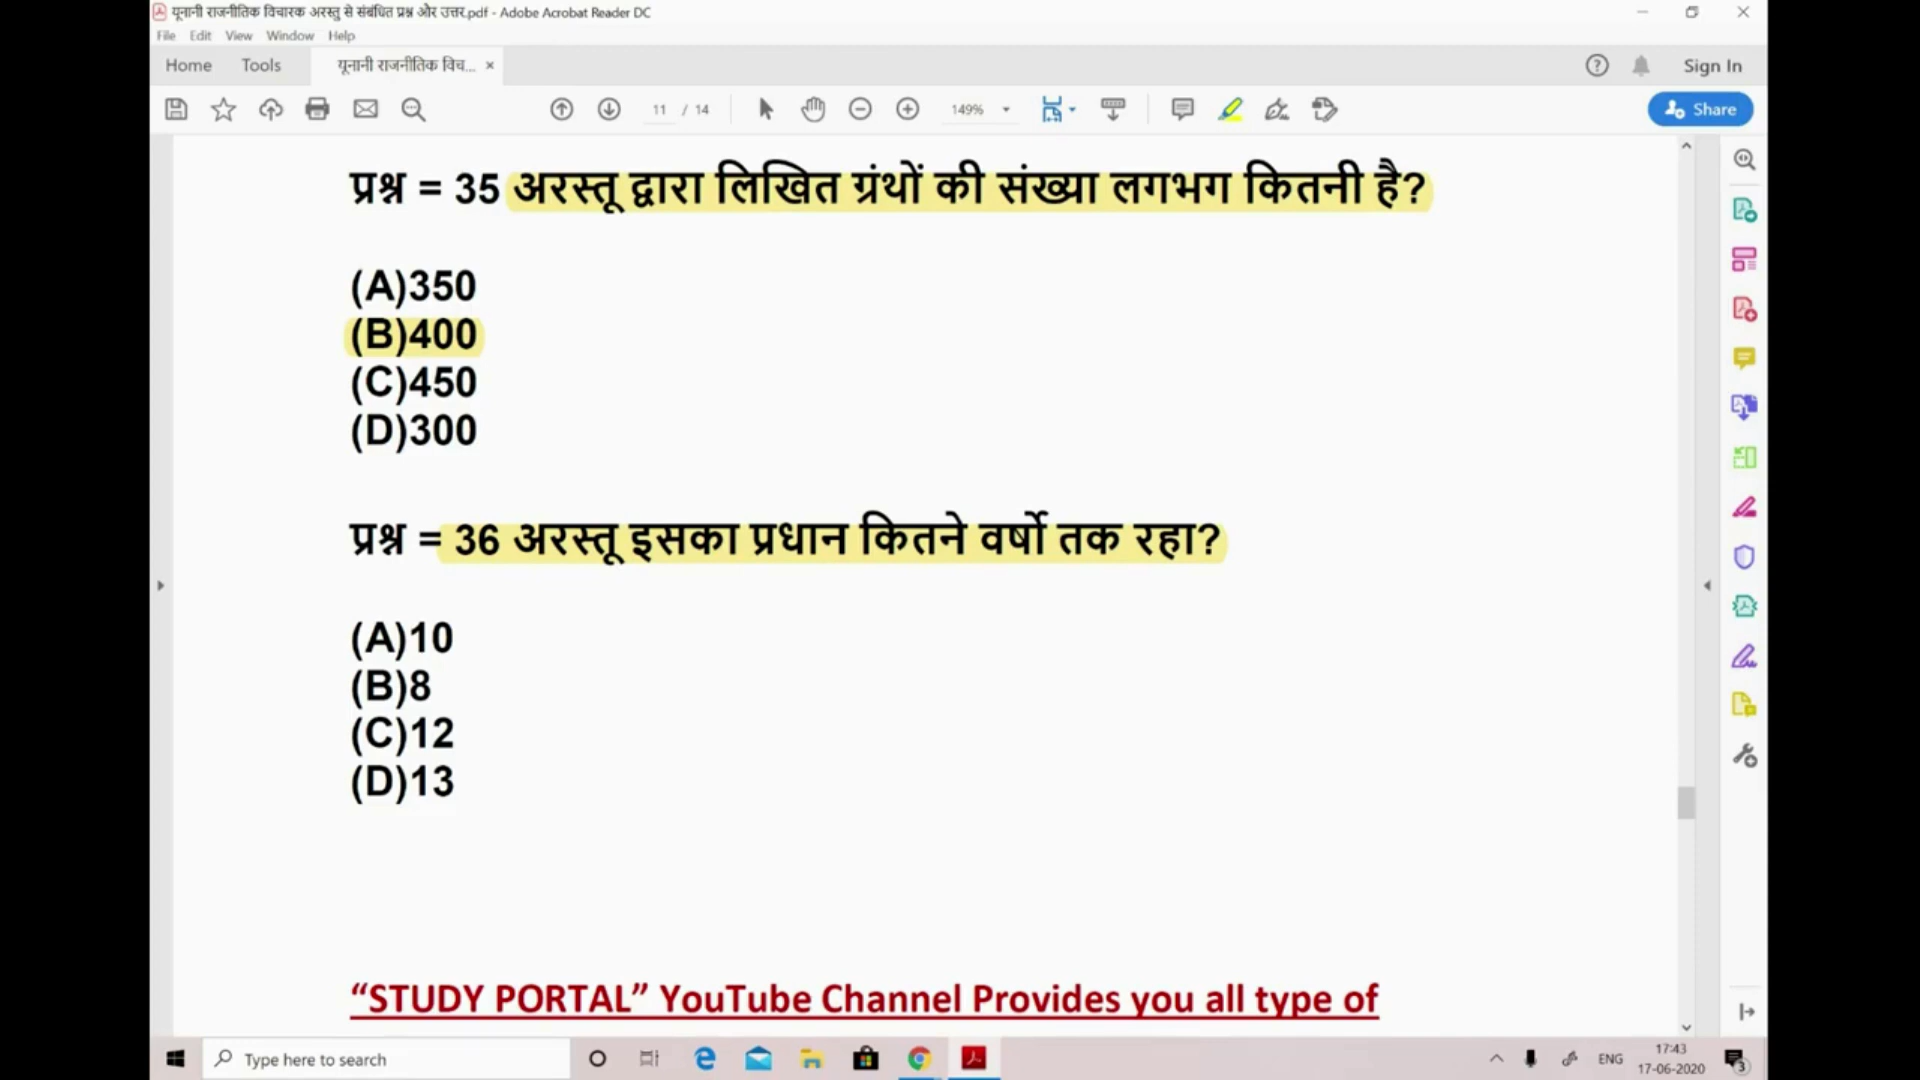 यूनानी राजनीतिक विचारक अरस्तु से संबंधित प्रश्न और उत्तर.pdf - Adobe Acrobat Reader DC
File Edit View Window Help
Home Tools यूनानी राजनीतिक विच... × Sign In
11 / 14 149% Share
प्रश्न = 35 अरस्तू द्वारा लिखित ग्रंथों की संख्या लगभग कितनी है?
(A)350
(B)400
(C)450
(D)300
प्रश्न = 36 अरस्तू इसका प्रधान कितने वर्षो तक रहा?
(A)10
(B)8
(C)12
(D)13
“STUDY PORTAL” YouTube Channel Provides you all type of
Type here to search ENG 17:43
17-06-2020 3